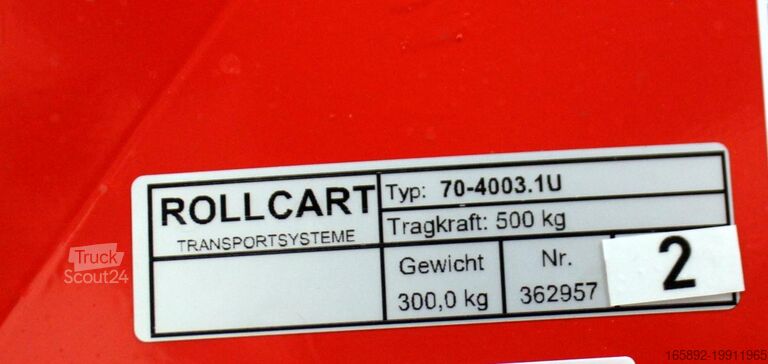 ROLLCART
TRANSPORTSYSTEME
Typ: 70-4003.1U
Tragkraft: 500 kg
Gewicht
300,0 kg
Nr.
362957
2
Truck
Scout24
165892-19911965